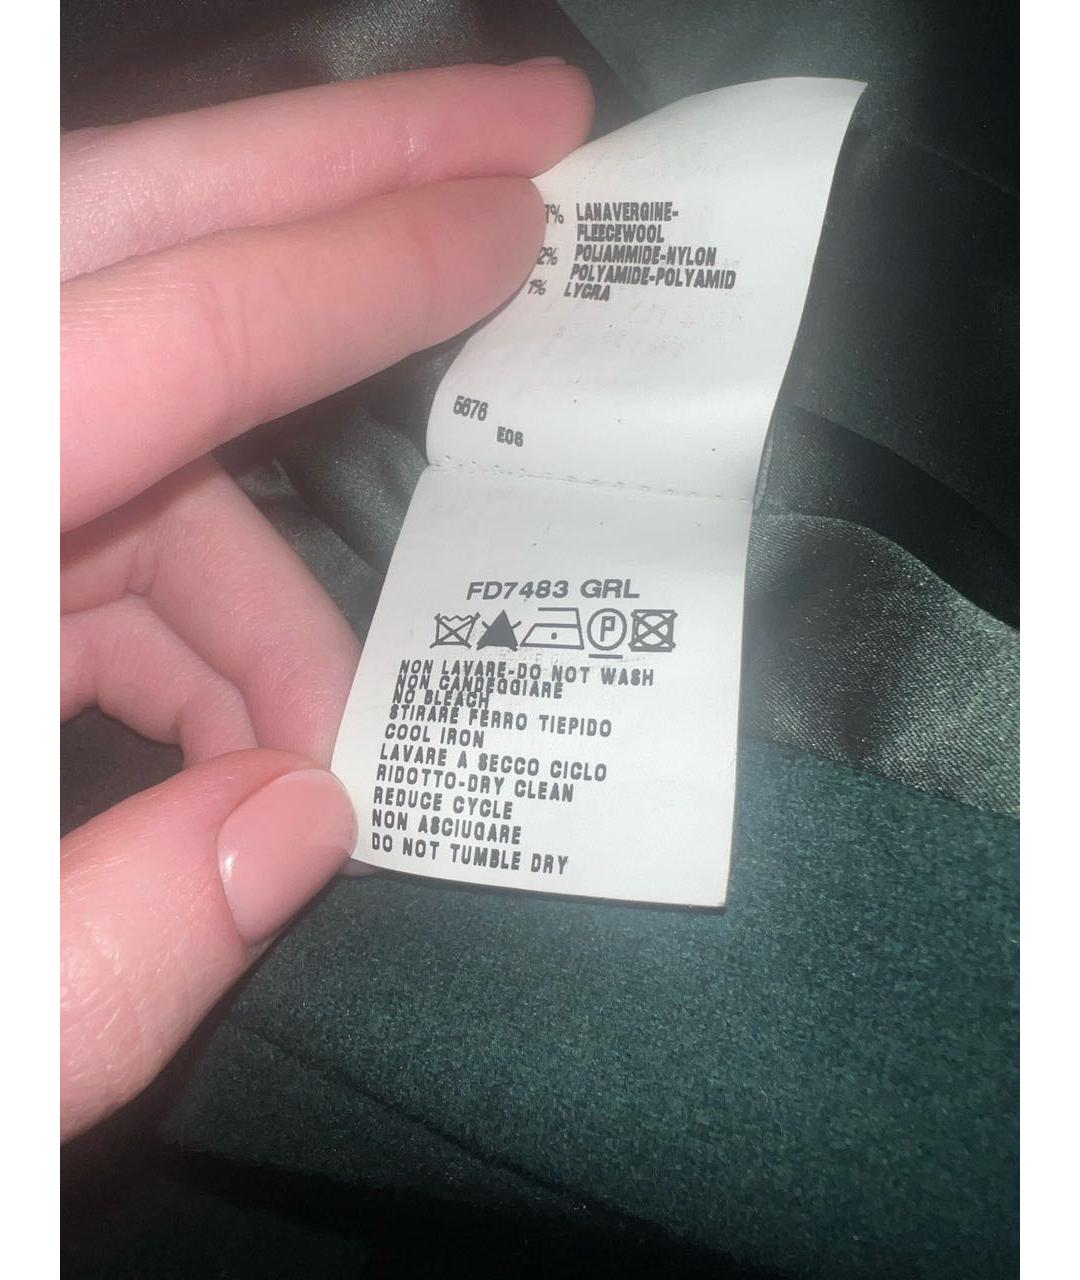 7% LANAVERGINE-
FLEECEWOOL
2% POLIAMMIDE-NYLON
POLYAMIDE-POLYAMID
1% LYCRA
5676
E06
FD7483 GRL
P
NON LAVARE-DO NOT WASH
NON CANDEGGIARE
NO BLEACH
STIRARE FERRO TIEPIDO
COOL IRON
LAVARE A SECCO CICLO
RIDOTTO-DRY CLEAN
REDUCE CYCLE
NON ASCIUGARE
DO NOT TUMBLE DRY